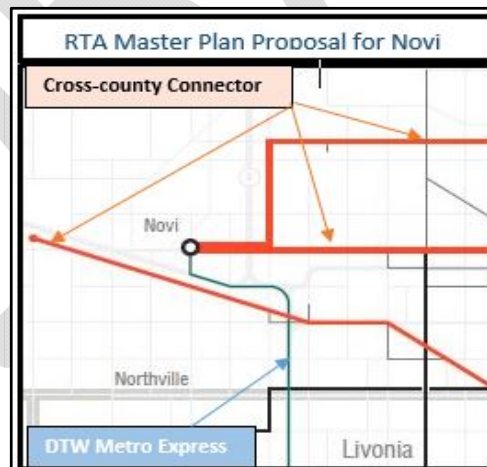 RTA Master Plan Proposal for Novi
Cross-county Connector
Novi
Northville
DTW Metro Express
Livonia